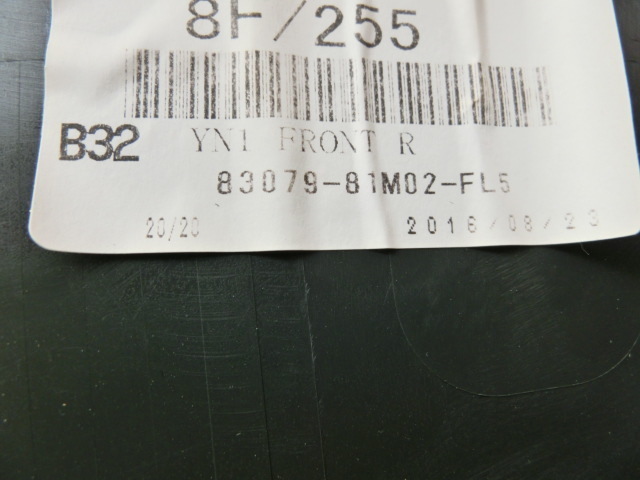 8F/255
B32 YN1 FRONT R
83079-81M02-FL5
20/20 2016/08/23